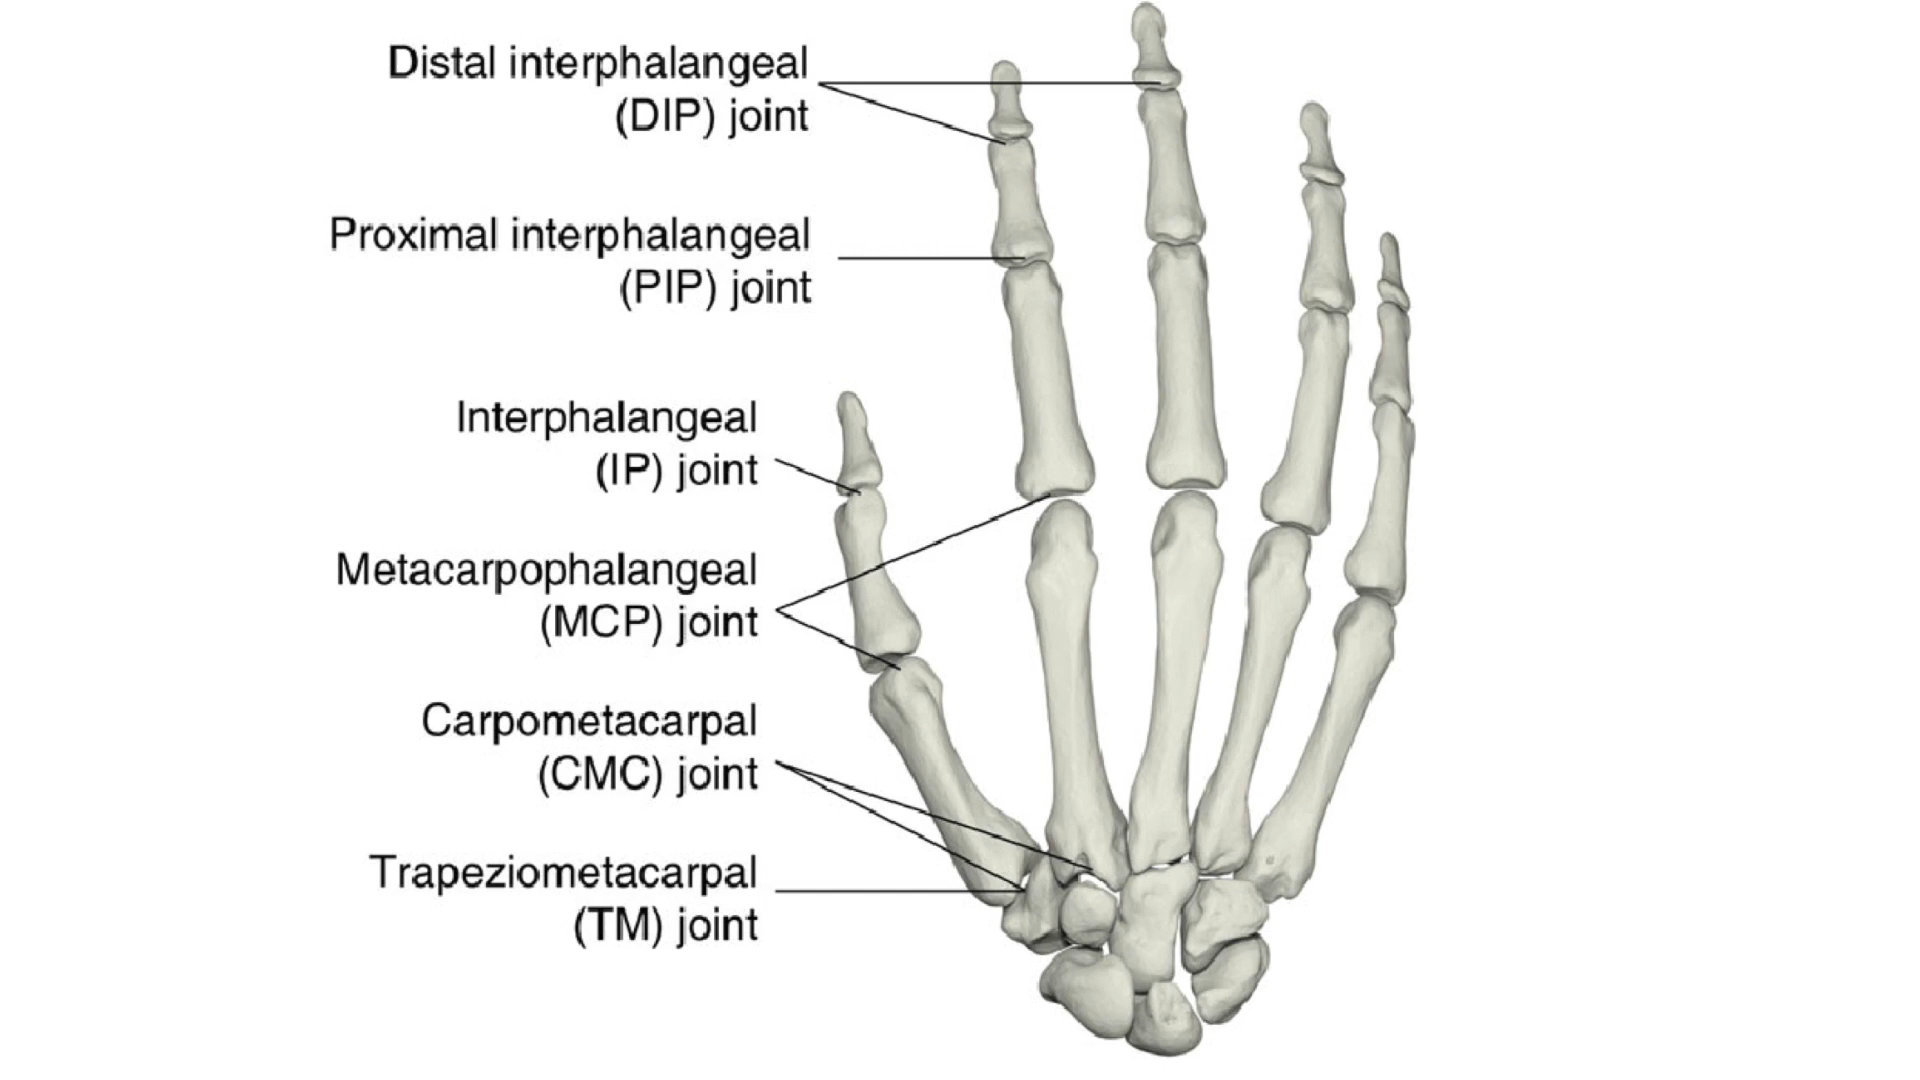 Distal interphalangeal
(DIP) joint
Proximal interphalangeal
(PIP) joint
Interphalangeal
(IP) joint
Metacarpophalangeal
(MCP) joint
Carpometacarpal
(CMC) joint
Trapeziometacarpal
(TM) joint